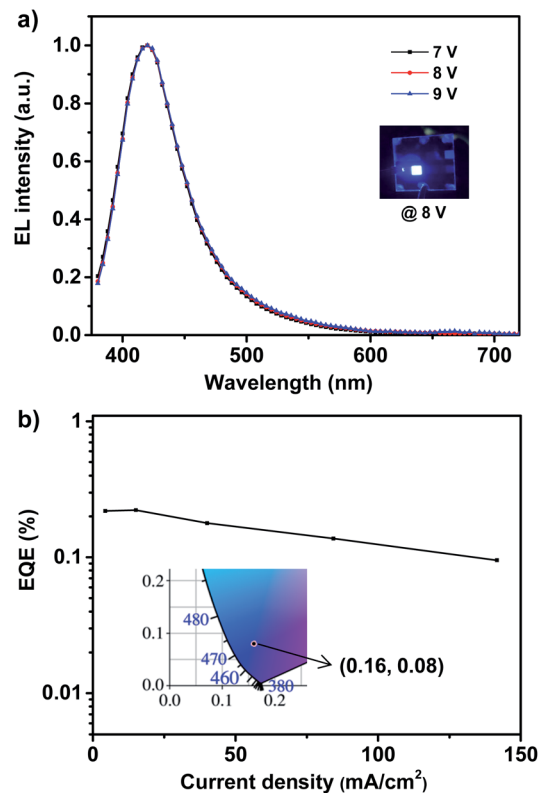 a)
1.0
0.8
0.6
0.4
0.2
0.0
EL intensity (a.u.)
7 V
8 V
9 V
@ 8 V
400
500
600
700
Wavelength (nm)
b)
1
0.1
0.01
EQE (%)
0.2
0.1
0.0
480
470
460
380
0.0
0.1
0.2
(0.16, 0.08)
0
50
100
150
Current density (mA/cm²)